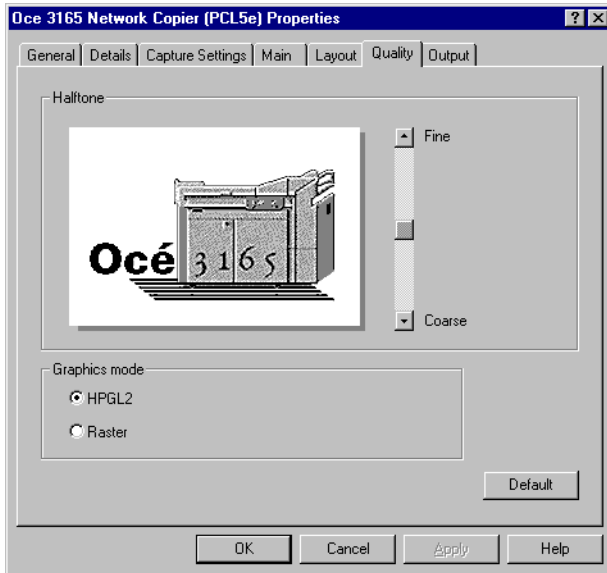 Oce 3165 Network Copier (PCL5e) Properties
General Details Capture Settings Main Layout Quality Output
Halftone
Fine
Océ 3165
Coarse
Graphics mode
HPGL2
Raster
Default
OK Cancel Apply Help